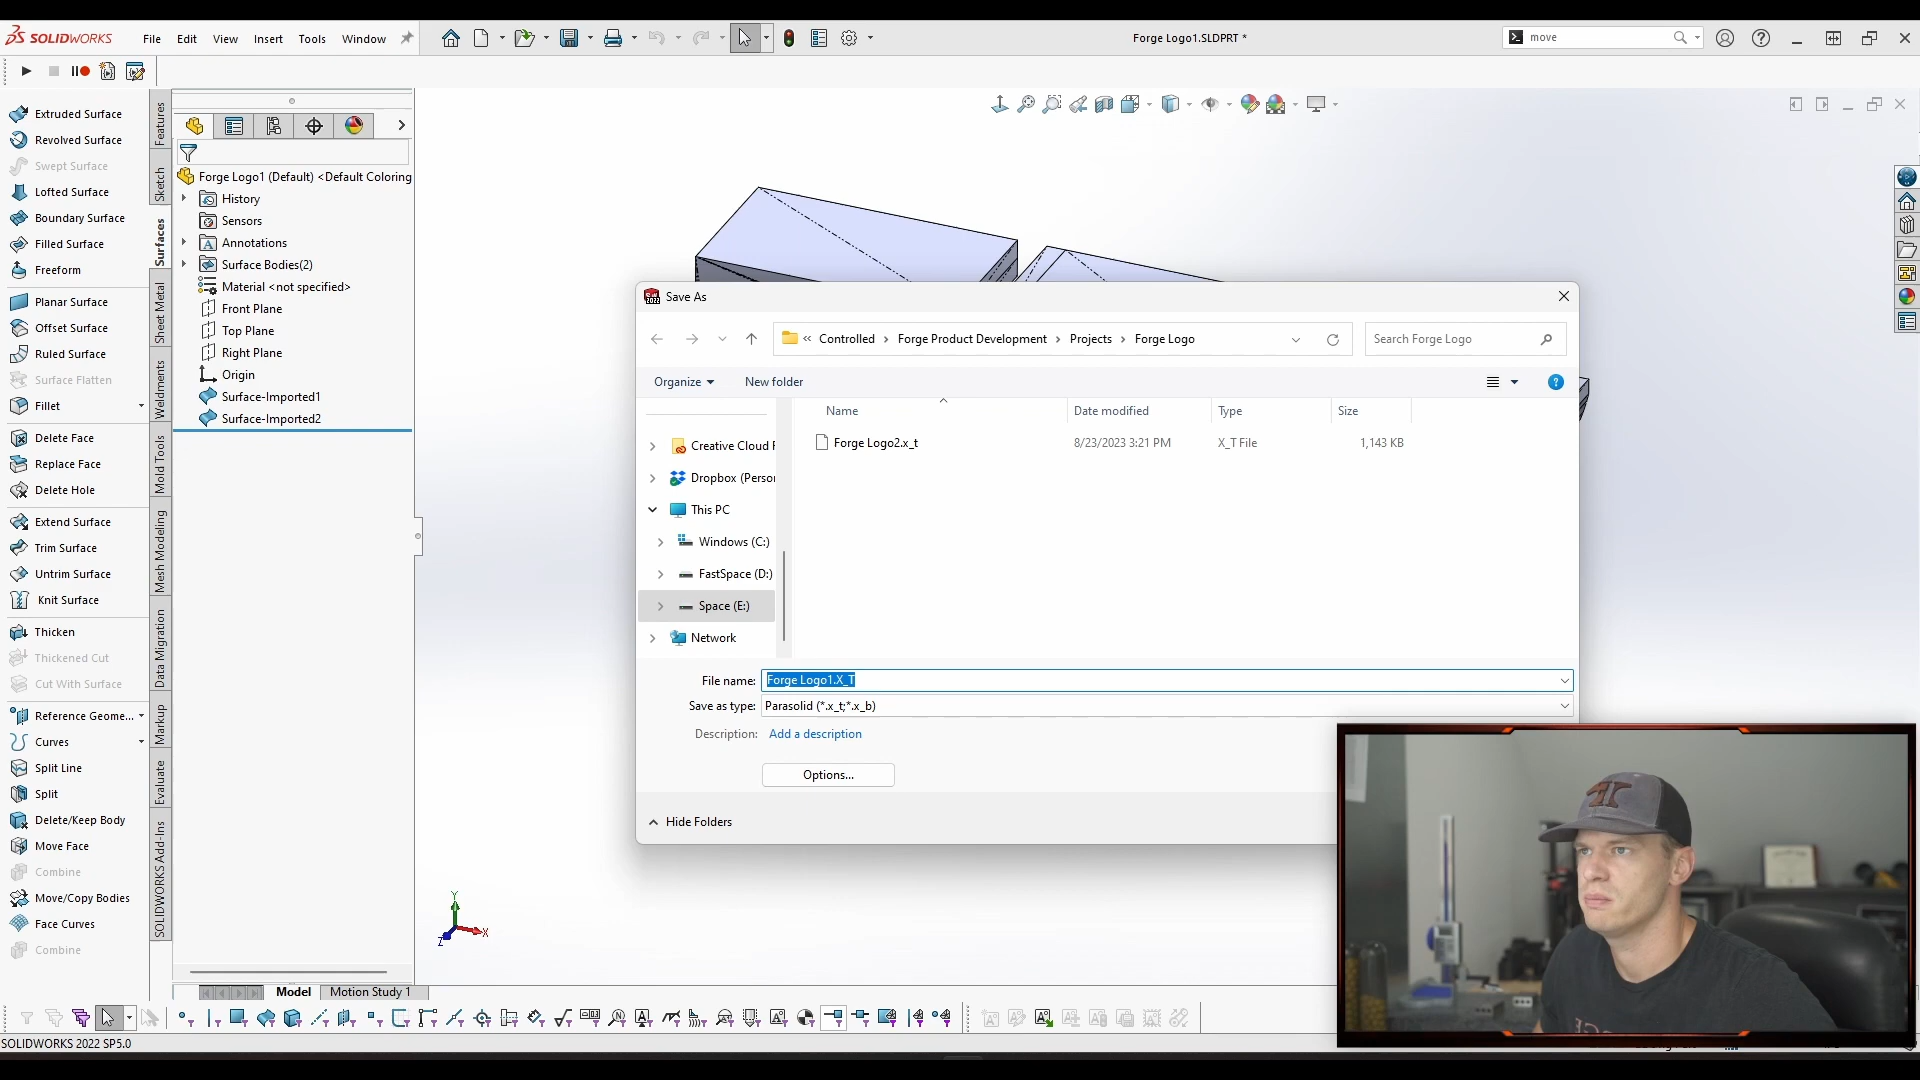 SOLIDWORKS
File Edit View Insert Tools Window
Forge Logo1.SLDPRT *
move
Extruded Surface
Revolved Surface
Swept Surface
Lofted Surface
Boundary Surface
Filled Surface
Freeform
Planar Surface
Offset Surface
Ruled Surface
Surface Flatten
Fillet
Delete Face
Replace Face
Delete Hole
Extend Surface
Trim Surface
Untrim Surface
Knit Surface
Thicken
Thickened Cut
Cut With Surface
Reference Geome...
Curves
Split Line
Split
Delete/Keep Body
Move Face
Combine
Move/Copy Bodies
Face Curves
Combine
Features
Sketch
Surfaces
Sheet Metal
Weldments
Mold Tools
Mesh Modeling
Data Migration
Markup
Evaluate
SOLIDWORKS Add-Ins
Forge Logo1 (Default) <Default Coloring
History
Sensors
Annotations
Surface Bodies(2)
Material <not specified>
Front Plane
Top Plane
Right Plane
Origin
Surface-Imported1
Surface-Imported2
Save As
« Controlled › Forge Product Development › Projects › Forge Logo
Search Forge Logo
Organize New folder
Name Date modified Type Size
Forge Logo2.x_t 8/23/2023 3:21 PM X_T File 1,143 KB
Creative Cloud F
Dropbox (Person
This PC
Windows (C:)
FastSpace (D:)
Space (E:)
Network
File name: Forge Logo1.X_T
Save as type: Parasolid (*.x_t;*.x_b)
Description: Add a description
Options...
Hide Folders
Y
X
Z
Model Motion Study 1
SOLIDWORKS 2022 SP5.0